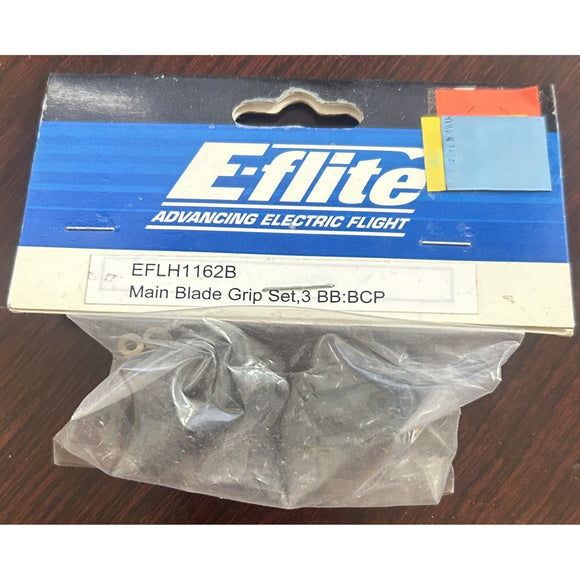 E-flite
ADVANCING ELECTRIC FLIGHT
EFLH1162B
Main Blade Grip Set,3 BB:BCP